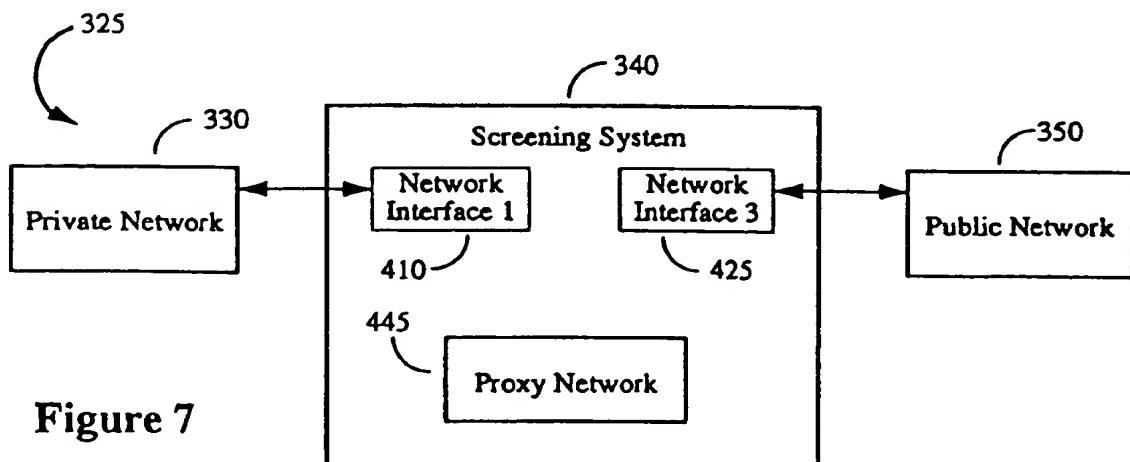 325
340
330
350
Screening System
Private Network
Network
Interface 1
Network
Interface 3
Public Network
410
425
445
Proxy Network
Figure 7